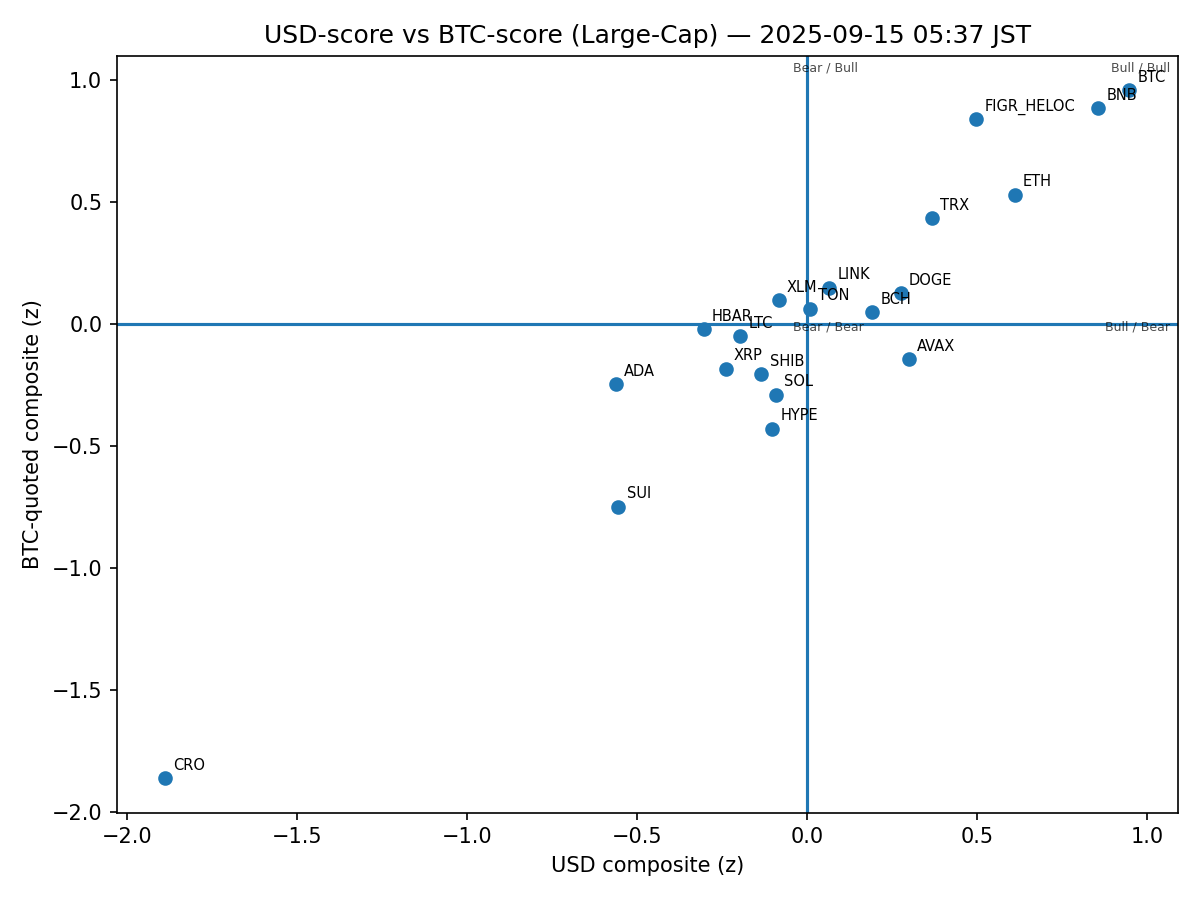 USD-score vs BTC-score (Large-Cap) — 2025-09-15 05:37 JST
Bear / Bull
Bull / Bull
BTC
BNB
FIGR_HELOC
ETH
TRX
LINK
DOGE
XLM
TON
BCH
HBAR
LTC
Bear / Bear
Bull / Bear
AVAX
XRP
SHIB
ADA
SOL
HYPE
SUI
CRO
1.0
0.5
0.0
−0.5
−1.0
−1.5
−2.0
BTC-quoted composite (z)
−2.0
−1.5
−1.0
−0.5
0.0
0.5
1.0
USD composite (z)